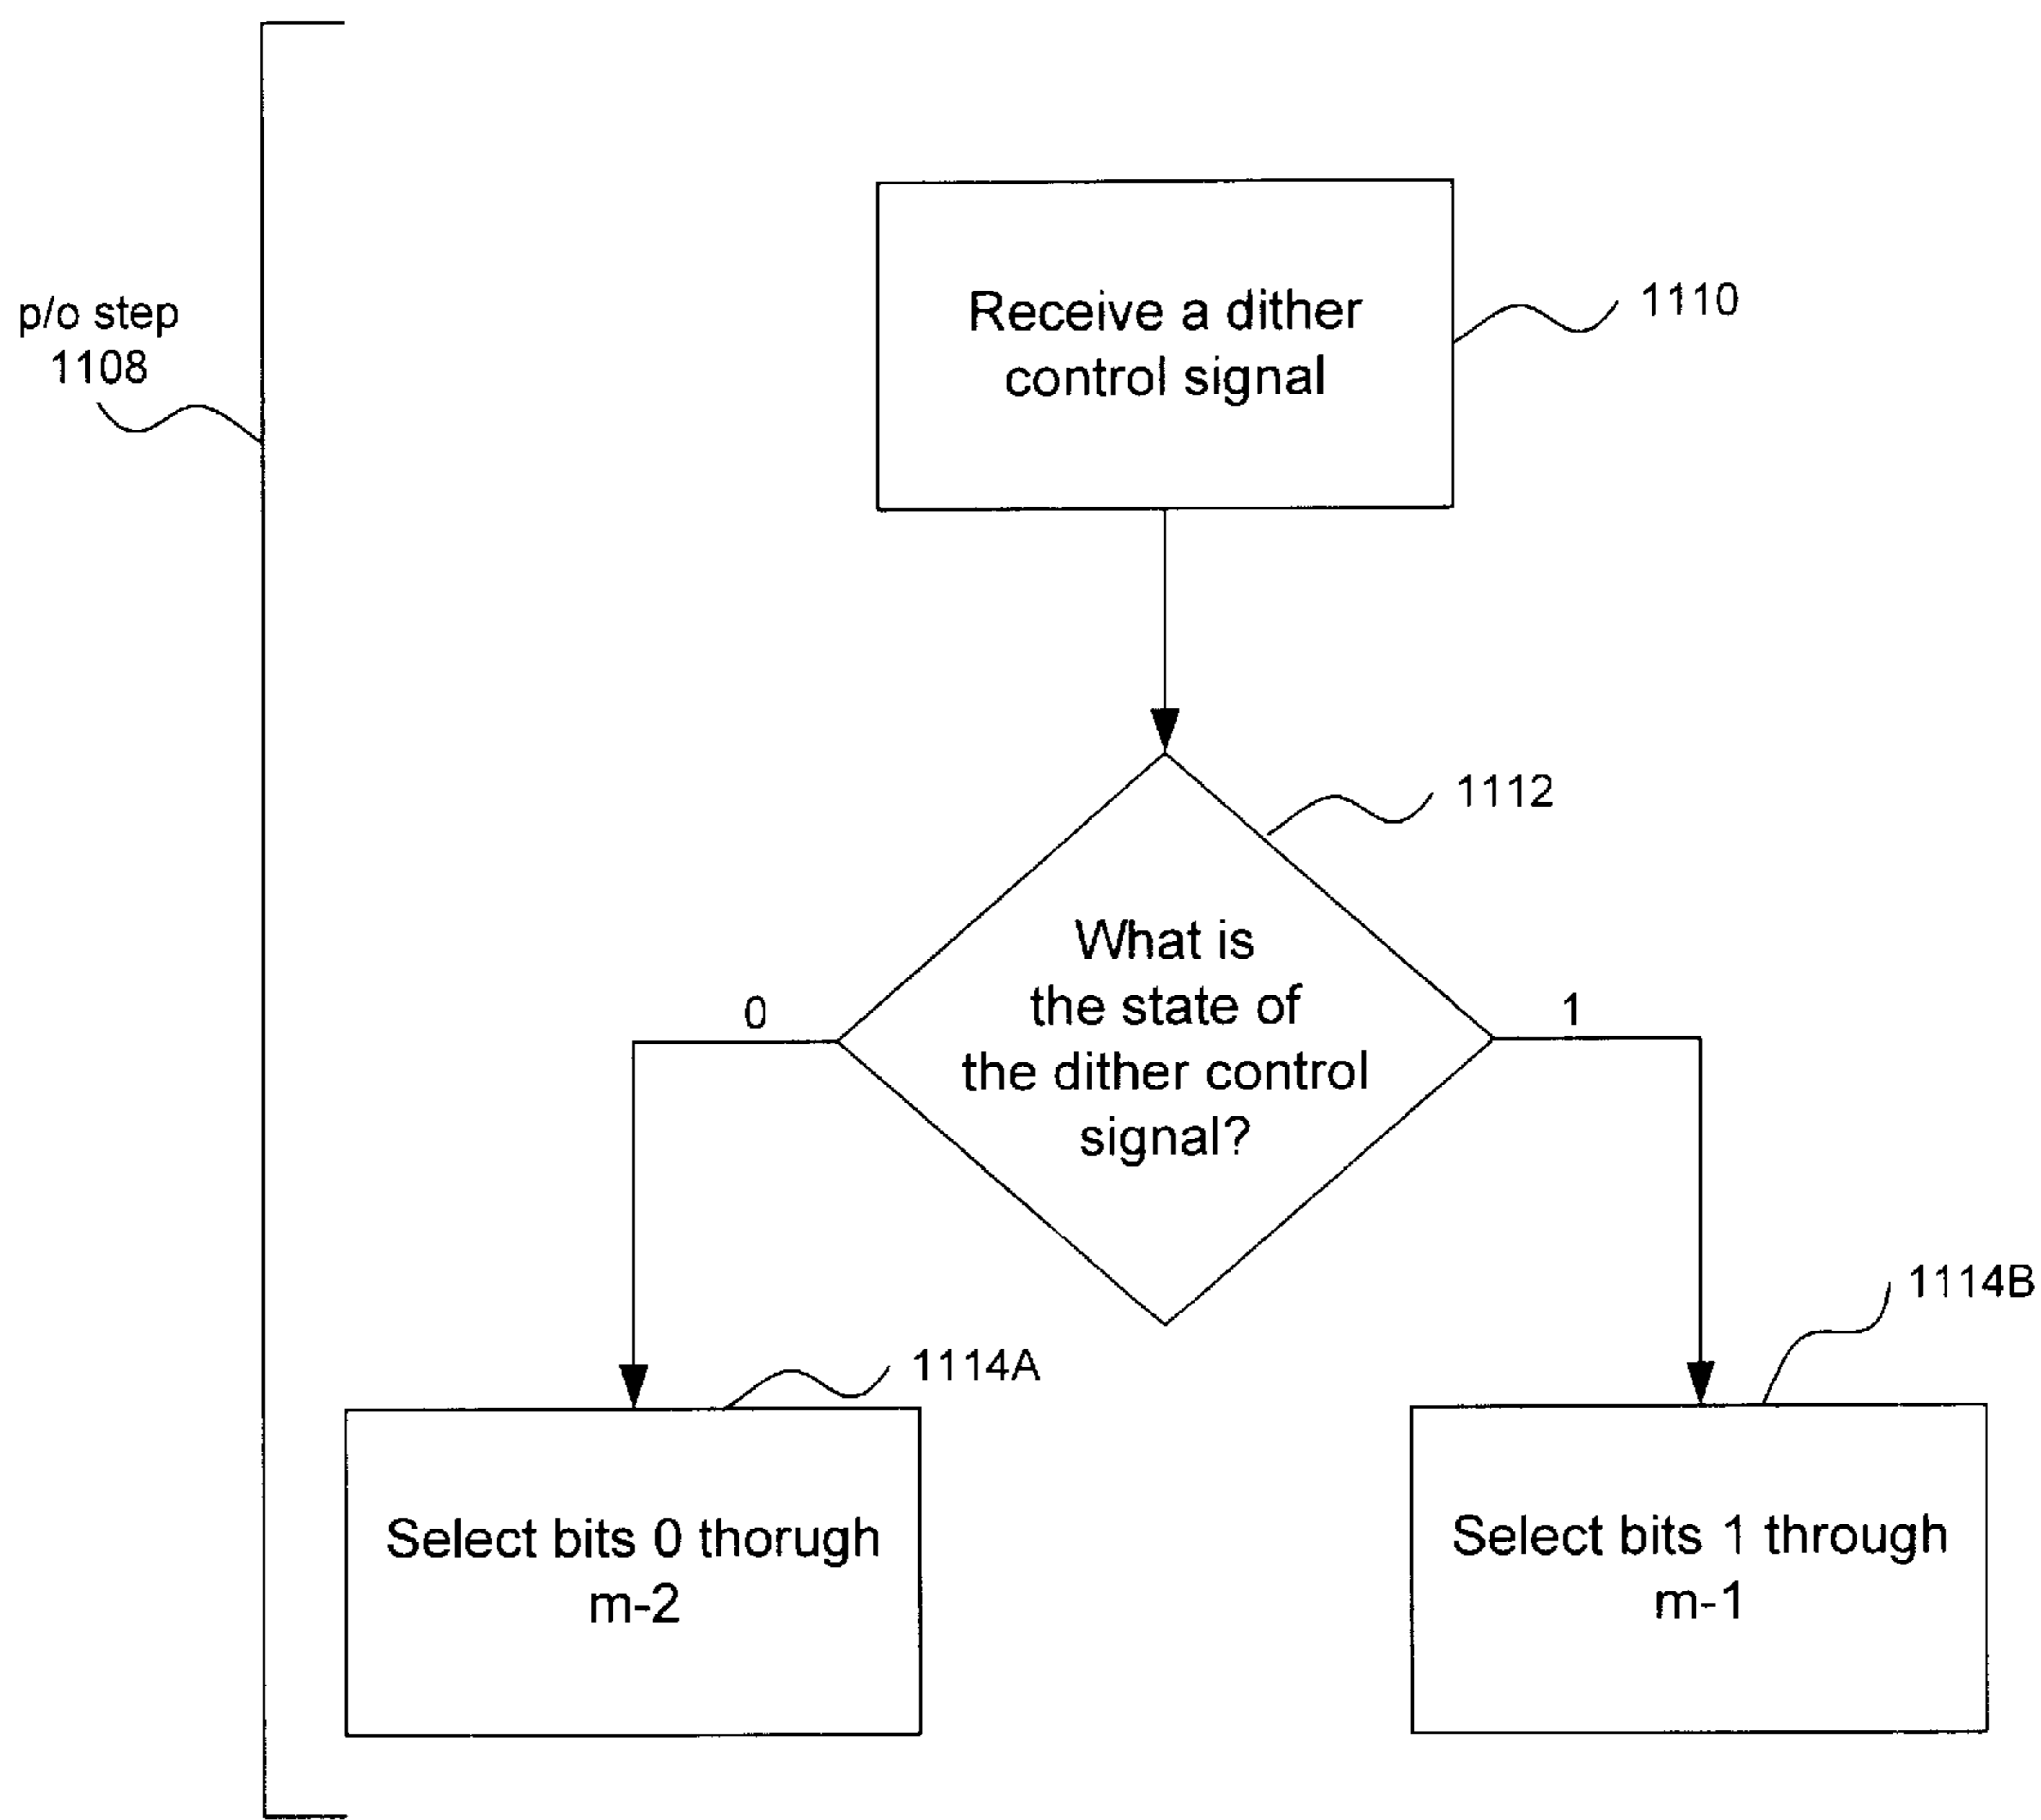 p/o step
1108
Receive a dither
control signal
1110
1112
What is
the state of
the dither control
signal?
0
1
1114A
1114B
Select bits 0 thorugh
m-2
Select bits 1 through
m-1